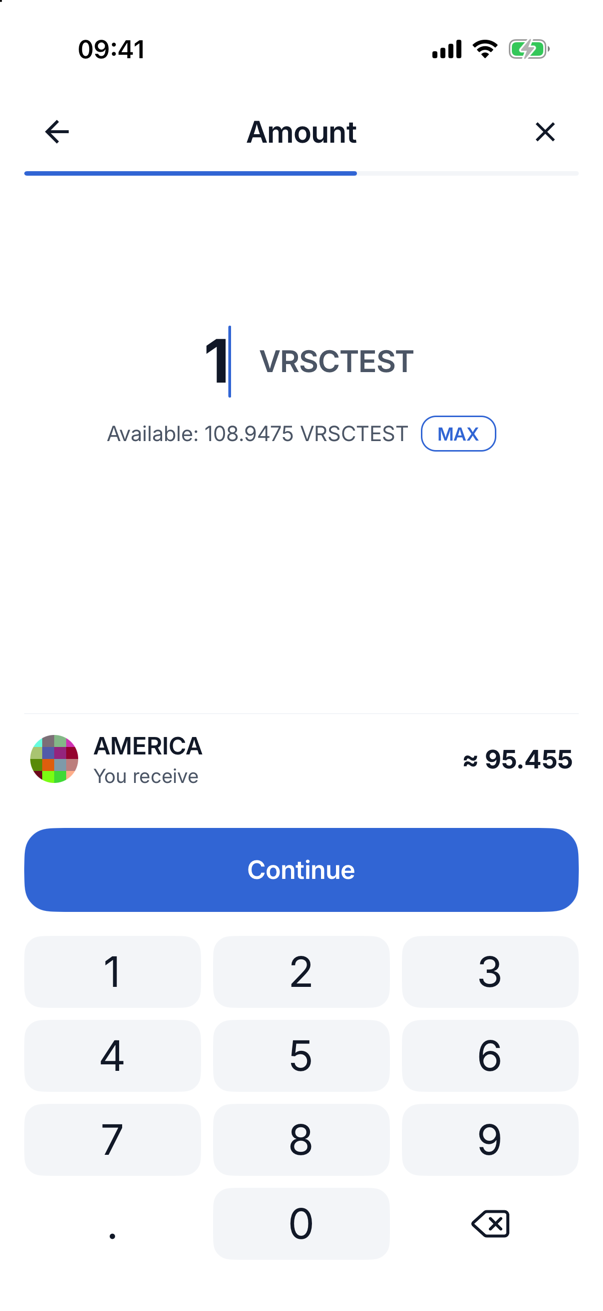 09:41
Amount
1 VRSCTEST
Available: 108.9475 VRSCTEST MAX
AMERICA
You receive
≈ 95.455
Continue
1 2 3
4 5 6
7 8 9
. 0